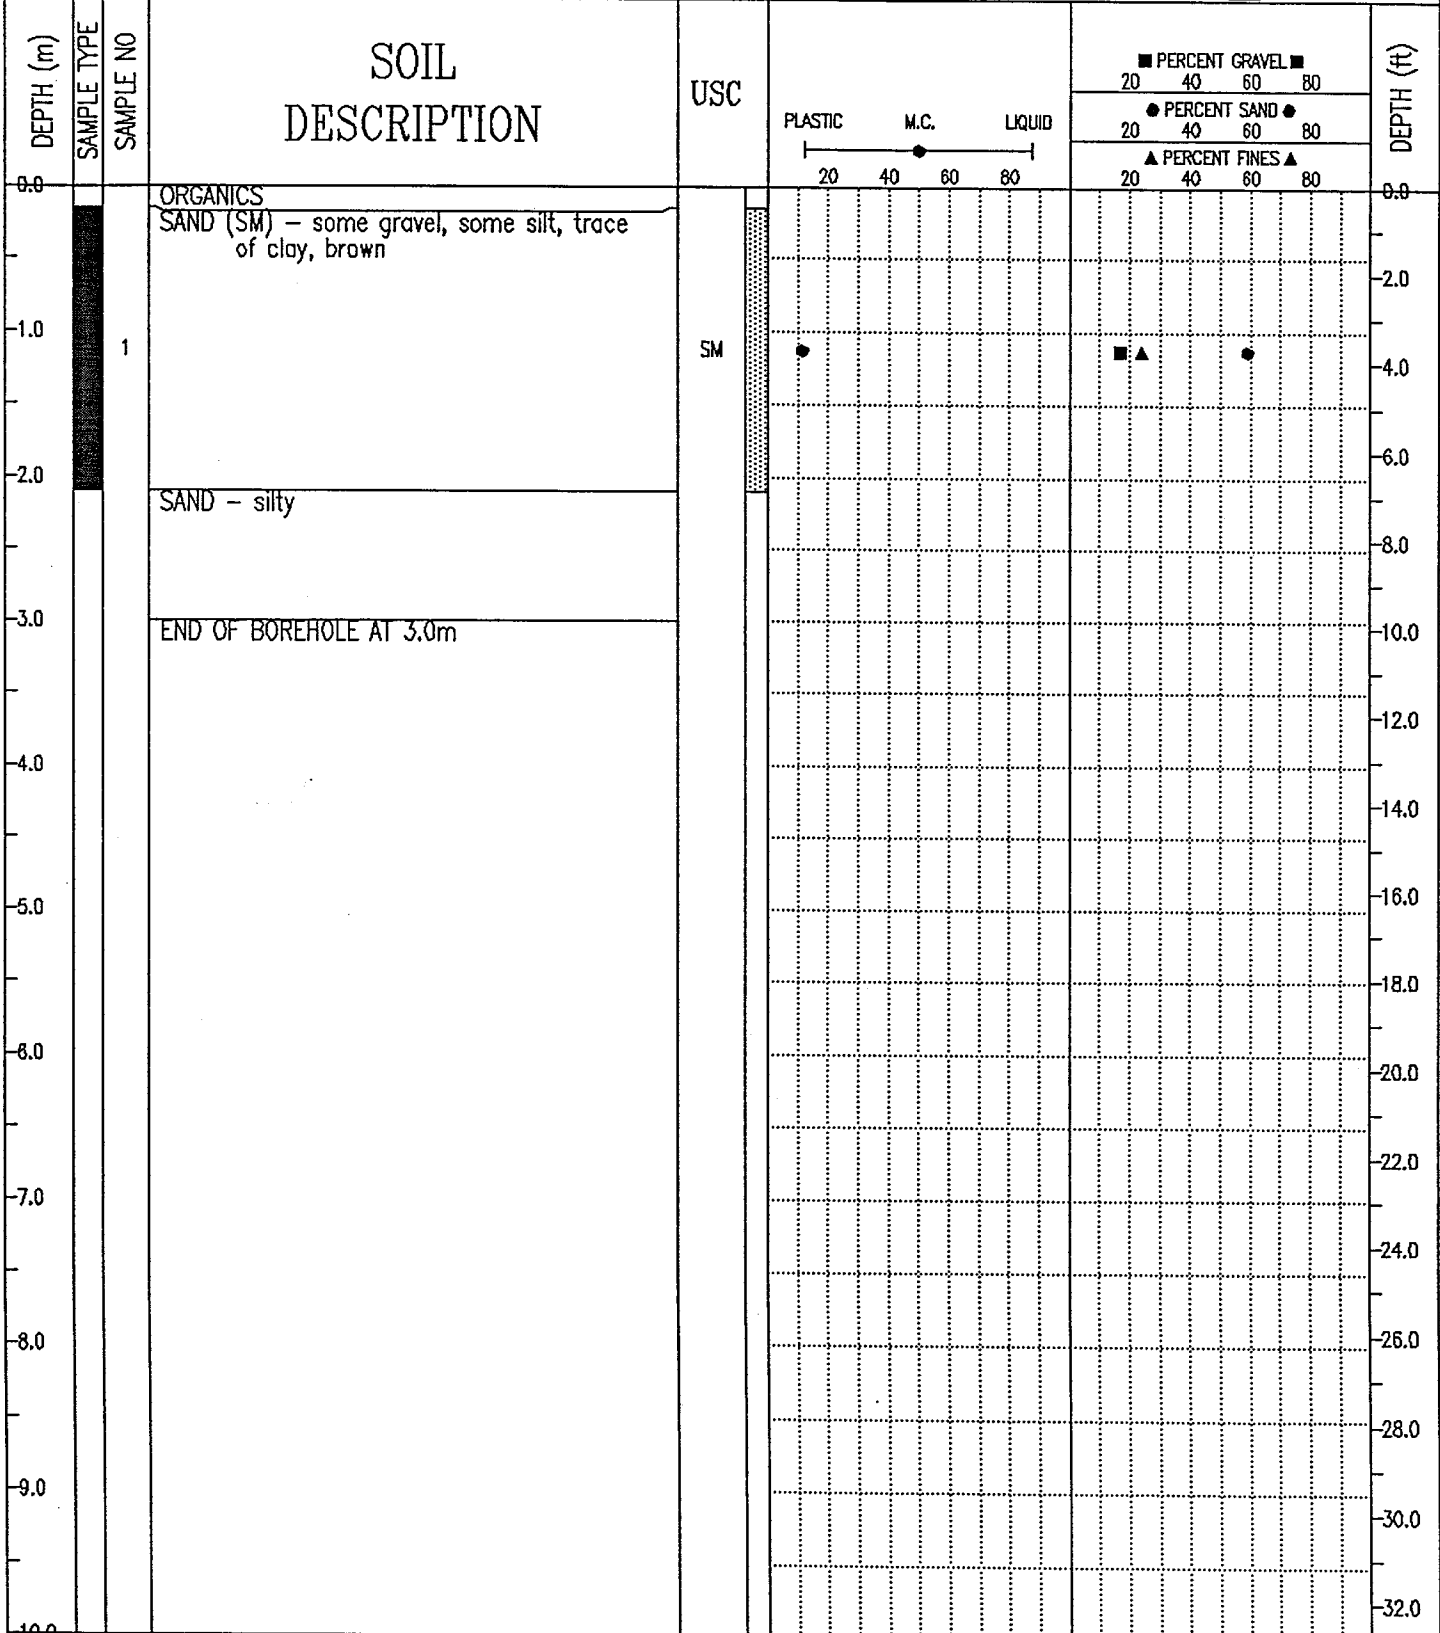 DEPTH (m)
SAMPLE TYPE
SAMPLE NO
SOIL
DESCRIPTION
USC
PLASTIC M.C. LIQUID
20 40 60 80
■ PERCENT GRAVEL ■
20 40 60 80
● PERCENT SAND ●
20 40 60 80
▲ PERCENT FINES ▲
20 40 60 80
DEPTH (ft)
0.0
ORGANICS
0.0
SAND (SM) – some gravel, some silt, trace
of clay, brown
2.0
1.0
1
SM
4.0
6.0
2.0
SAND – silty
8.0
3.0
END OF BOREHOLE AT 3.0m
10.0
12.0
4.0
14.0
16.0
5.0
18.0
6.0
20.0
22.0
7.0
24.0
8.0
26.0
28.0
9.0
30.0
32.0
10.0